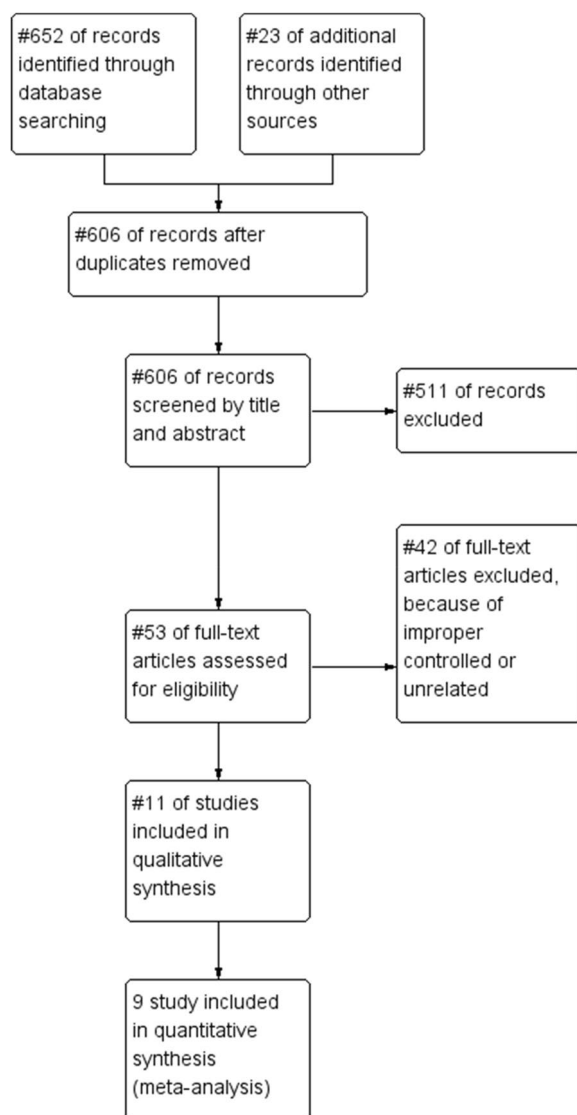 #652 of records
identified through
database
searching
#23 of additional
records identified
through other
sources
#606 of records after
duplicates removed
#606 of records
screened by title
and abstract
#511 of records
excluded
#42 of full-text
articles excluded,
because of
improper
controlled or
unrelated
#53 of full-text
articles assessed
for eligibility
#11 of studies
included in
qualitative
synthesis
9 study included
in quantitative
synthesis
(meta-analysis)